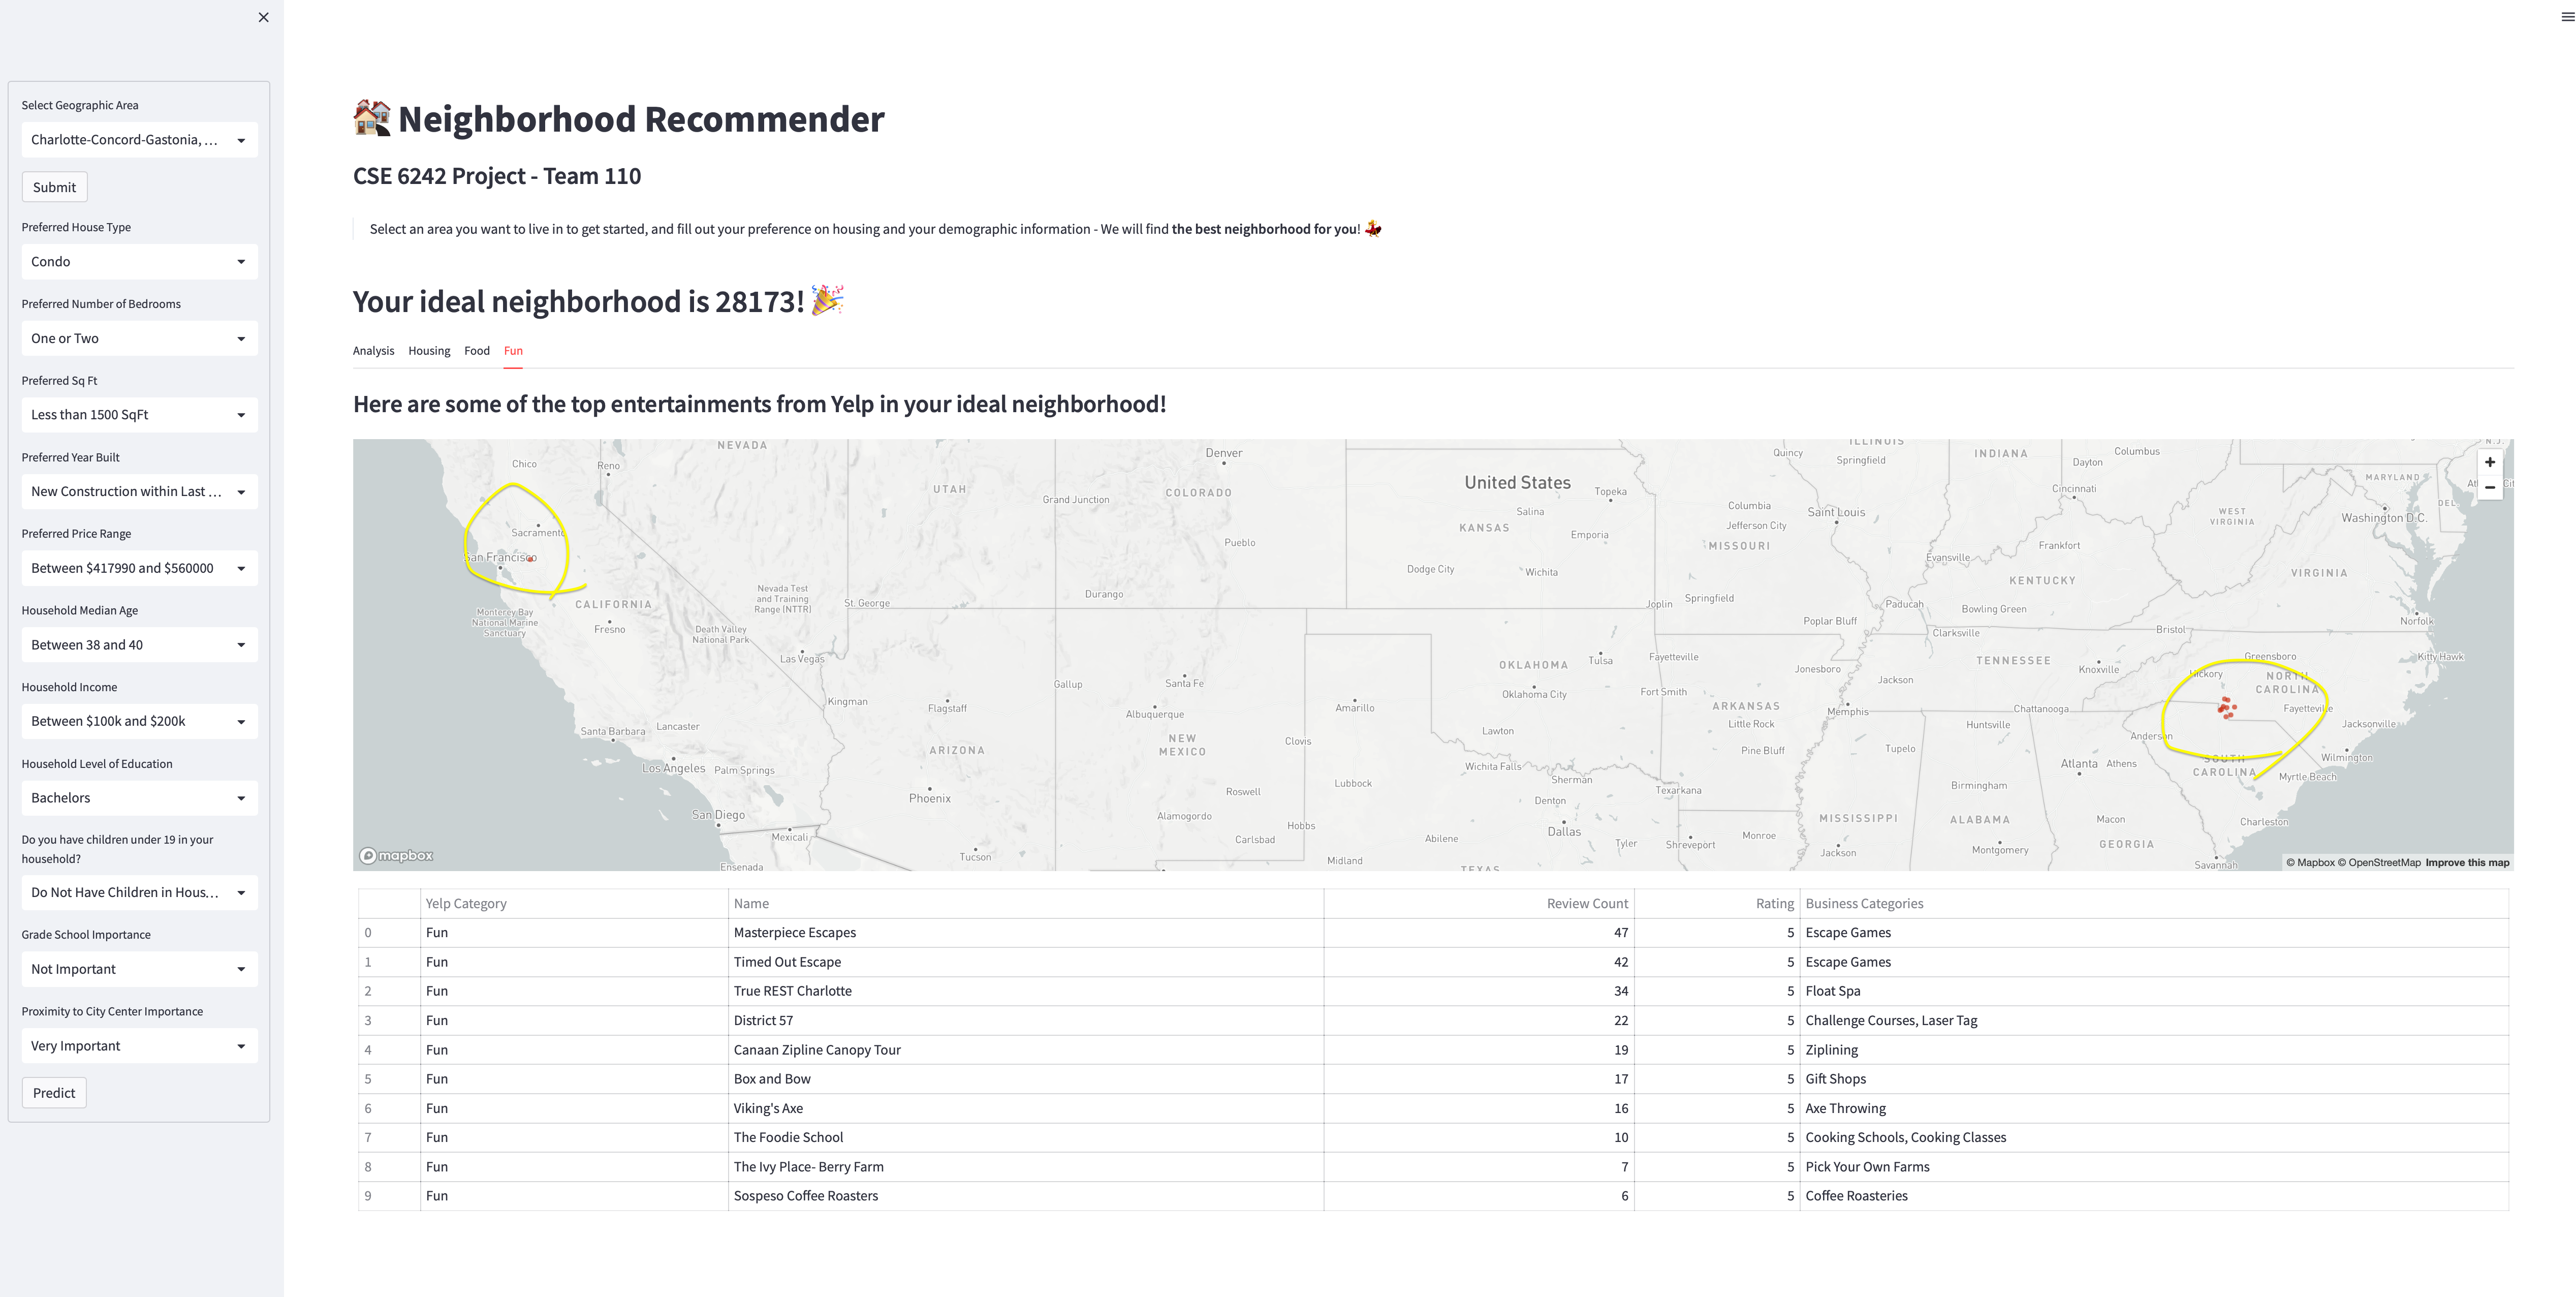 Select Geographic Area
Charlotte-Concord-Gastonia, ...
Submit
Preferred House Type
Condo
Preferred Number of Bedrooms
One or Two
Preferred Sq Ft
Less than 1500 SqFt
Preferred Year Built
New Construction within Last ...
Preferred Price Range
Between $417990 and $560000
Household Median Age
Between 38 and 40
Household Income
Between $100k and $200k
Household Level of Education
Bachelors
Do you have children under 19 in your
household?
Do Not Have Children in Hous...
Grade School Importance
Not Important
Proximity to City Center Importance
Very Important
Predict
Neighborhood Recommender
CSE 6242 Project - Team 110
Select an area you want to live in to get started, and fill out your preference on housing and your demographic information - We will find the best neighborhood for you!
Your ideal neighborhood is 28173!
Analysis Housing Food Fun
Here are some of the top entertainments from Yelp in your ideal neighborhood!
NEVADA
ILLINOIS
N.J.
Chico
Reno
Denver
Quincy
Springfield
INDIANA
Dayton
Columbus
UTAH
Grand Junction
COLORADO
United States
Topeka
Cincinnati
MARYLAND
DEL
Sacramento
Salina
KANSAS
Emporia
Columbia
Jefferson City
Saint Louis
WEST
VIRGINIA
Washington D.C.
San Francisco
Pueblo
MISSOURI
Evansville
Frankfort
Dodge City
Wichita
KENTUCKY
VIRGINIA
Monterey Bay
National Marine
Sanctuary
CALIFORNIA
Fresno
Nevada Test
and Training
Range (NTTR)
St. George
Durango
Joplin
Springfield
Poplar Bluff
Paducah
Bowling Green
Norfolk
Death Valley
National Park
Las Vegas
Clarksville
Bristol
Kitty Hawk
OKLAHOMA
Tulsa
Fayetteville
Jonesboro
TENNESSEE
Knoxville
Greensboro
Kingman
Flagstaff
Gallup
Santa Fe
Albuquerque
Amarillo
Oklahoma City
Fort Smith
ARKANSAS
Little Rock
Jackson
Memphis
Hickory
NORTH
CAROLINA
Fayetteville
Jacksonville
Santa Barbara
Lancaster
Los Angeles
Palm Springs
ARIZONA
NEW
MEXICO
Clovis
Lawton
Wichita Falls
Pine Bluff
Tupelo
Huntsville
Chattanooga
Anderson
Atlanta
Athens
SOUTH
CAROLINA
Wilmington
Myrtle Beach
Phoenix
Roswell
Lubbock
Sherman
Denton
Texarkana
Birmingham
San Diego
Mexicali
Alamogordo
Carlsbad
Hobbs
Abilene
Dallas
Tyler
Shreveport
Monroe
MISSISSIPPI
ALABAMA
Macon
Charleston
Ensenada
Tucson
Midland
TEXAS
Jackson
Montgomery
GEORGIA
Savannah
mapbox
© Mapbox © OpenStreetMap Improve this map
Yelp Category Name Review Count Rating Business Categories
0 Fun Masterpiece Escapes 47 5 Escape Games
1 Fun Timed Out Escape 42 5 Escape Games
2 Fun True REST Charlotte 34 5 Float Spa
3 Fun District 57 22 5 Challenge Courses, Laser Tag
4 Fun Canaan Zipline Canopy Tour 19 5 Ziplining
5 Fun Box and Bow 17 5 Gift Shops
6 Fun Viking's Axe 16 5 Axe Throwing
7 Fun The Foodie School 10 5 Cooking Schools, Cooking Classes
8 Fun The Ivy Place- Berry Farm 7 5 Pick Your Own Farms
9 Fun Sospeso Coffee Roasters 6 5 Coffee Roasteries